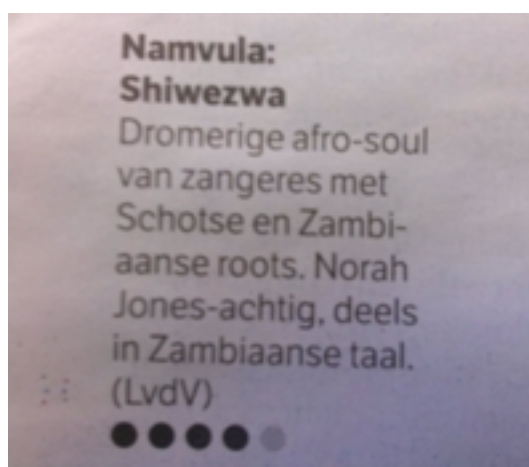 Namvula:
Shiwezwa
Dromerige afro-soul
van zangeres met
Schotse en Zambi-
aanse roots. Norah
Jones-achtig, deels
in Zambiaanse taal.
(LvdV)